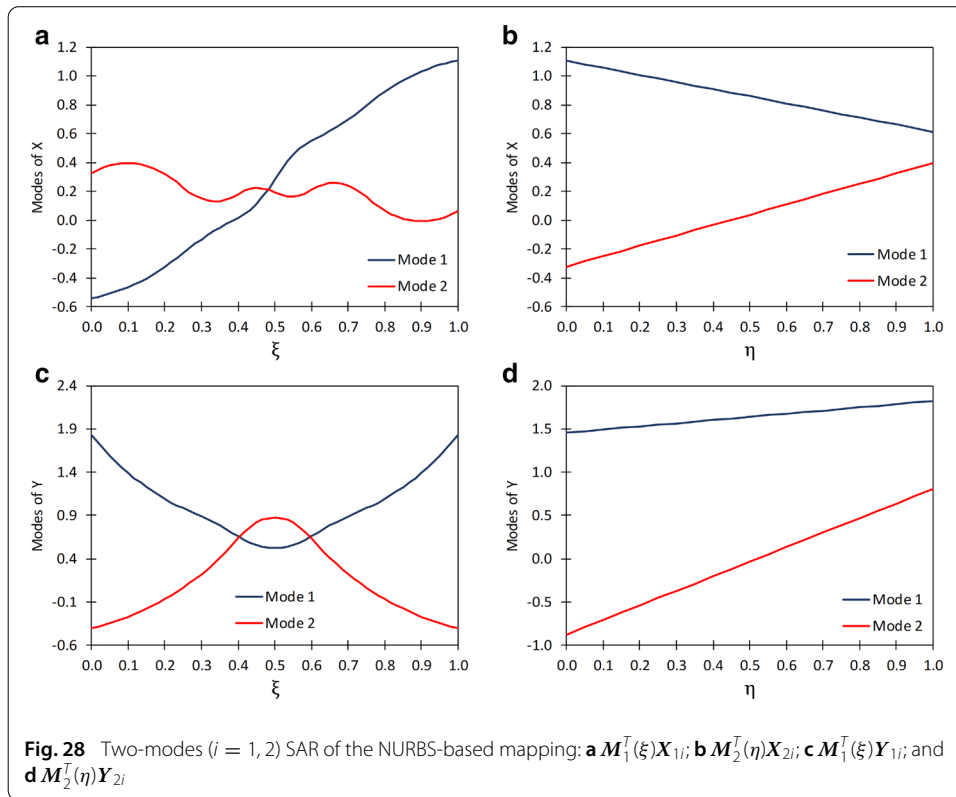 a
1.2
1.0
0.8
0.6
0.4
0.2
0.0
-0.2
-0.4
-0.6
Modes of X
Mode 1
Mode 2
0.0 0.1 0.2 0.3 0.4 0.5 0.6 0.7 0.8 0.9 1.0
ξ
b
1.2
1.0
0.8
0.6
0.4
0.2
0.0
-0.2
-0.4
-0.6
Modes of X
Mode 1
Mode 2
0.0 0.1 0.2 0.3 0.4 0.5 0.6 0.7 0.8 0.9 1.0
η
c
2.4
1.9
1.4
0.9
0.4
-0.1
-0.6
Modes of Y
Mode 1
Mode 2
0.0 0.1 0.2 0.3 0.4 0.5 0.6 0.7 0.8 0.9 1.0
ξ
d
2.0
1.5
1.0
0.5
0.0
-0.5
-1.0
Modes of Y
Mode 1
Mode 2
0.0 0.1 0.2 0.3 0.4 0.5 0.6 0.7 0.8 0.9 1.0
η
Fig. 28 Two-modes (i = 1, 2) SAR of the NURBS-based mapping: a M₁ᵀ(ξ)X₁ᵢ; b M₂ᵀ(η)X₂ᵢ; c M₁ᵀ(ξ)Y₁ᵢ; and
d M₂ᵀ(η)Y₂ᵢ